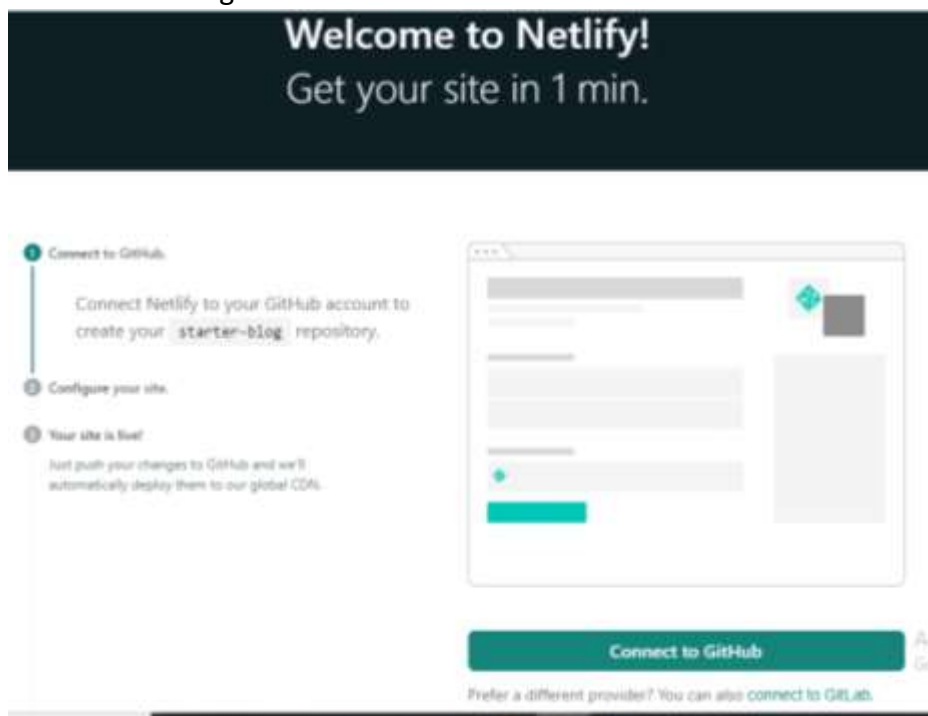 Welcome to Netlify!
Get your site in 1 min.
1 Connect to GitHub.
Connect Netlify to your GitHub account to
create your starter-blog repository.
2 Configure your site.
3 Your site is live!
Just push your changes to GitHub and we'll
automatically deploy them to our global CDN.
Connect to GitHub
Prefer a different provider? You can also connect to GitLab.